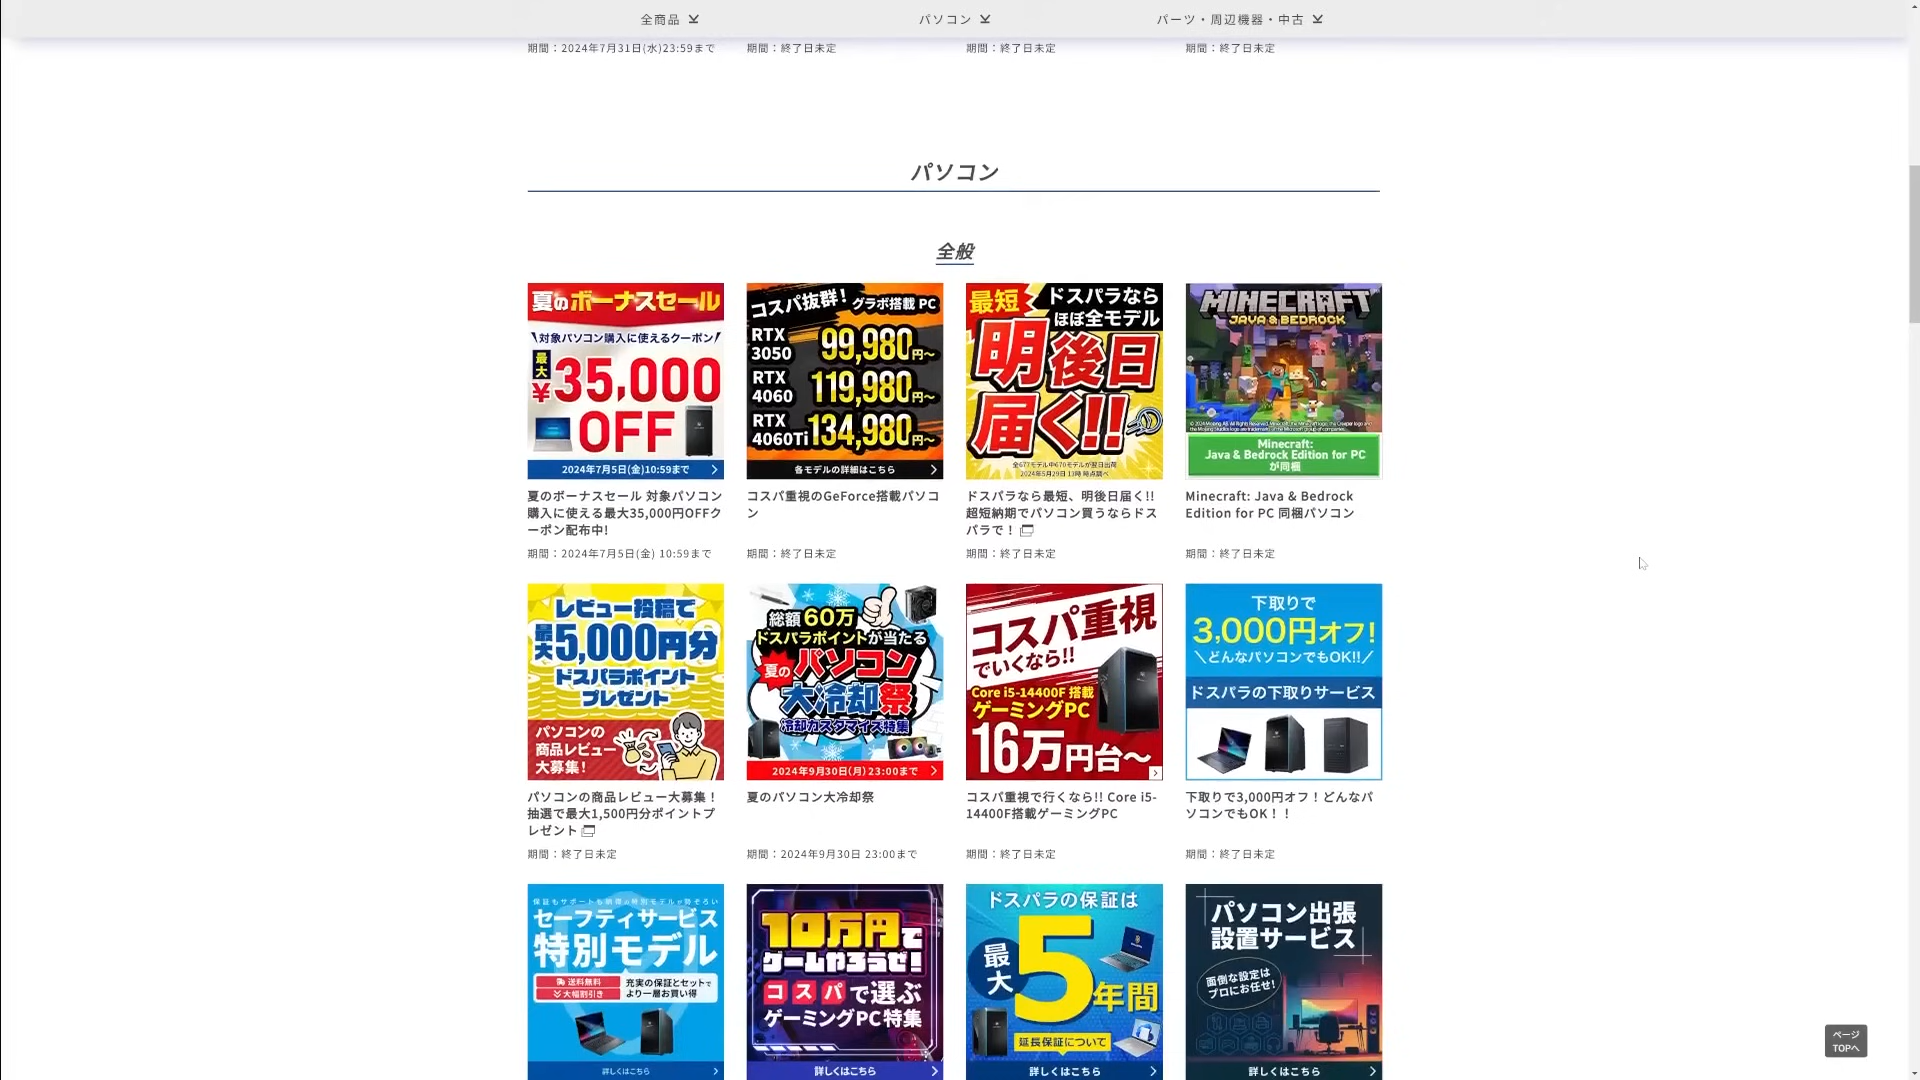 全商品
パソコン
パーツ・周辺機器・中古
期間：2024年7月31日(水)23:59まで
期間：終了日未定
期間：終了日未定
期間：終了日未定
パソコン
全般
夏のボーナスセール
対象パソコン購入に使えるクーポン
最大
¥35,000
OFF
2024年7月5日(金)10:59まで
コスパ抜群! グラボ搭載 PC
RTX 3050 99,980円～
RTX 4060 119,980円～
RTX 4060Ti 134,980円～
各モデルの詳細はこちら
最短
ドスパラなら
ほぼ全モデル
明後日
届く!!
全677モデル中670モデルが翌日出荷
2024年5月29日 13時 時点調べ
MINECRAFT
JAVA & BEDROCK
Minecraft:
Java & Bedrock Edition for PC
が同梱
夏のボーナスセール 対象パソコン
購入に使える最大35,000円OFFク
ーポン配布中!
期間：2024年7月5日(金) 10:59まで
コスパ重視のGeForce搭載パソコ
ン
期間：終了日未定
ドスパラなら最短、明後日届く!!
超短納期でパソコン買うならドス
パラで！
期間：終了日未定
Minecraft: Java & Bedrock
Edition for PC 同梱パソコン
期間：終了日未定
レビュー投稿で
最大5,000円分
ドスパラポイント
プレゼント
パソコンの
商品レビュー
大募集!
総額60万
ドスパラポイントが当たる
夏のパソコン
大冷却祭
冷却カスタマイズ特集
2024年9月30日(月)23:00まで
コスパ重視
でいくなら!!
Core i5-14400F 搭載
ゲーミングPC
16万円台～
下取りで
3,000円オフ!
＼どんなパソコンでもOK!!／
ドスパラの下取りサービス
パソコンの商品レビュー大募集！
抽選で最大1,500円分ポイントプ
レゼント
期間：終了日未定
夏のパソコン大冷却祭
期間：2024年9月30日 23:00まで
コスパ重視で行くなら!! Core i5-
14400F搭載ゲーミングPC
期間：終了日未定
下取りで3,000円オフ！どんなパ
ソコンでもOK！！
期間：終了日未定
セーフティサービス
特別モデル
送料無料
大幅割引き
充実の保証とセットで
より一層お買い得
詳しくはこちら
10万円で
ゲームやろうぜ!
コスパで選ぶ
ゲーミングPC特集
詳しくはこちら
ドスパラの保証は
最大
5年間
延長保証について
詳しくはこちら
パソコン出張
設置サービス
面倒な設定は
プロにお任せ!
詳しくはこちら
ページ
TOPへ